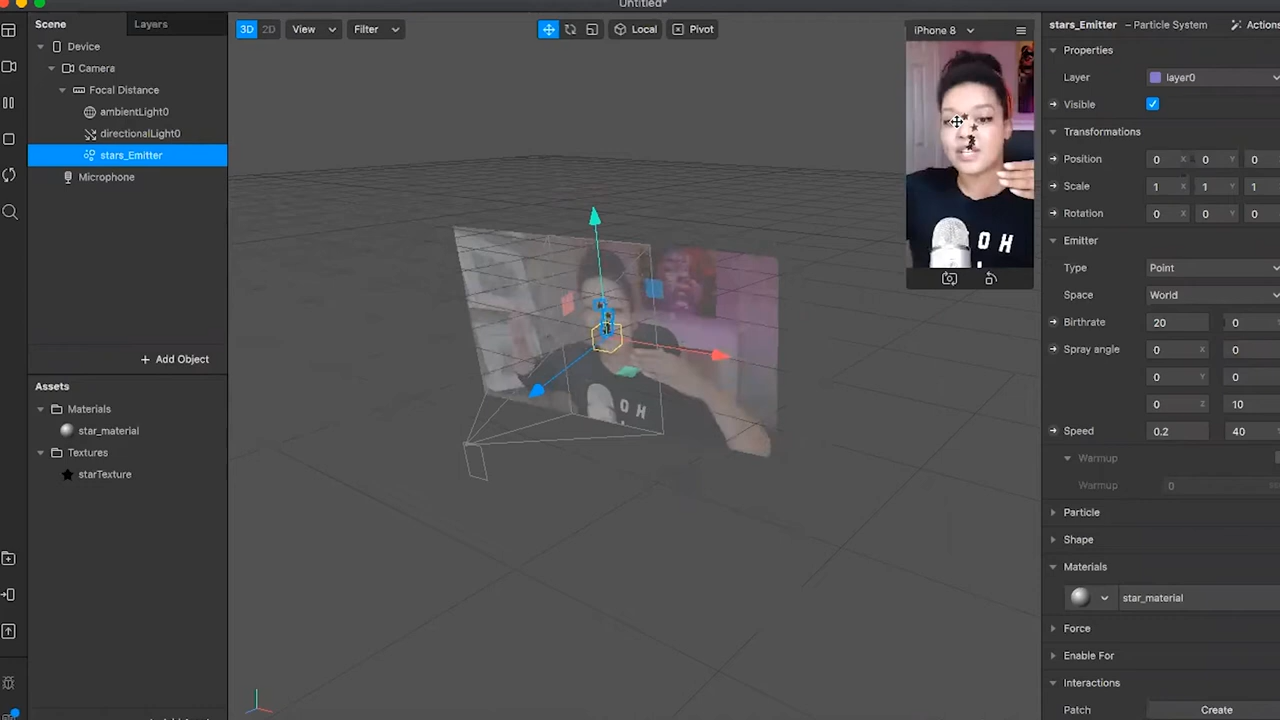 Untitled*
Scene
Layers
Device
Camera
Focal Distance
ambientLight0
directionalLight0
stars_Emitter
Microphone
+ Add Object
Assets
Materials
star_material
Textures
starTexture
3D 2D View Filter Local Pivot
iPhone 8
O H
O H
stars_Emitter – Particle System Actions
Properties
Layer layer0
Visible
Transformations
Position 0 X 0 Y 0
Scale 1 X 1 Y 1
Rotation 0 X 0 Y 0
Emitter
Type Point
Space World
Birthrate 20 0
Spray angle 0 X 0
0 Y 0
0 Z 10
Speed 0.2 40
Warmup
Warmup 0
Particle
Shape
Materials
star_material
Force
Enable For
Interactions
Patch Create